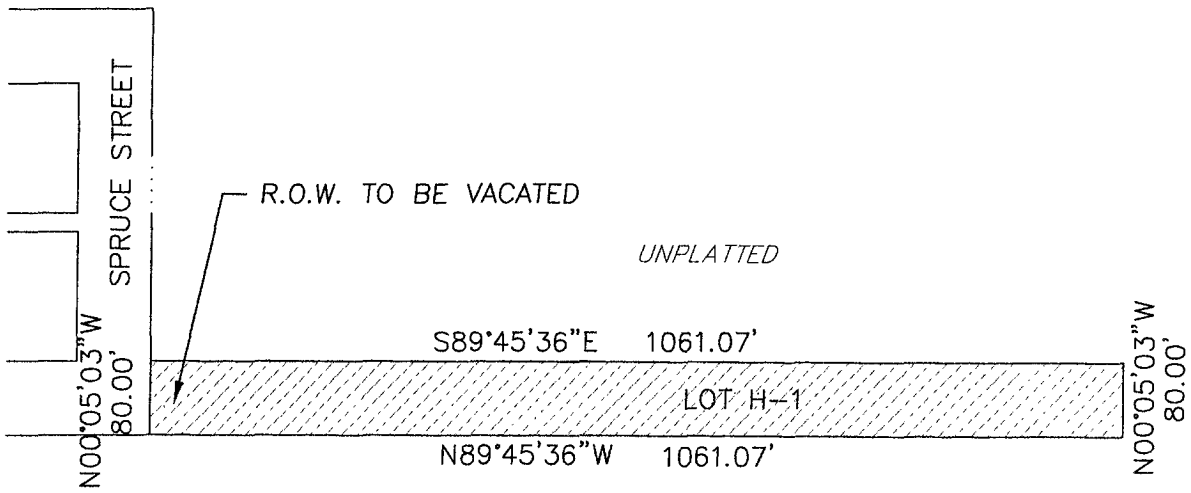 SPRUCE STREET
R.O.W. TO BE VACATED
UNPLATTED
N00°05'03"W
80.00'
S89°45'36"E 1061.07'
LOT H-1
N89°45'36"W 1061.07'
N00°05'03"W
80.00'